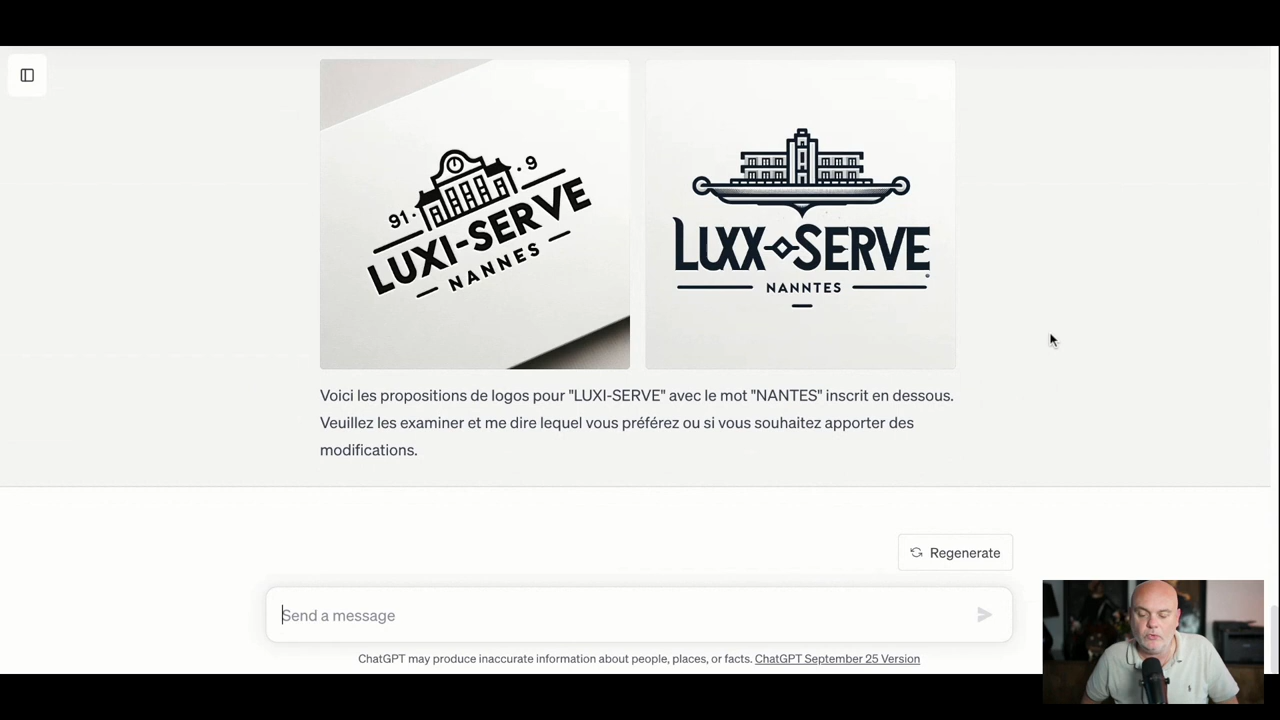 91· ·9
LUXI-SERVE
NANNES
LUXX SERVE
NANNTES
Voici les propositions de logos pour "LUXI-SERVE" avec le mot "NANTES" inscrit en dessous.
Veuillez les examiner et me dire lequel vous préférez ou si vous souhaitez apporter des
modifications.
Regenerate
Send a message
ChatGPT may produce inaccurate information about people, places, or facts. ChatGPT September 25 Version